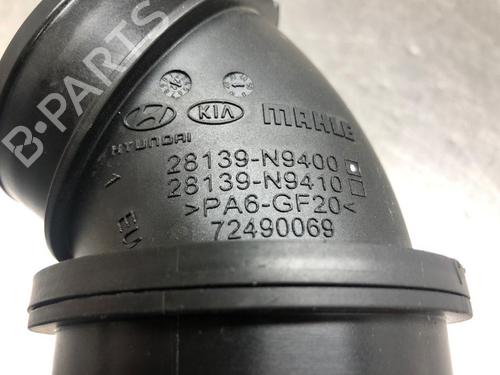 B-PARTS
KIA MAHLE
HYUNDAI
28139-N9400
28139-N9410
>PA6-GF20<
72490069